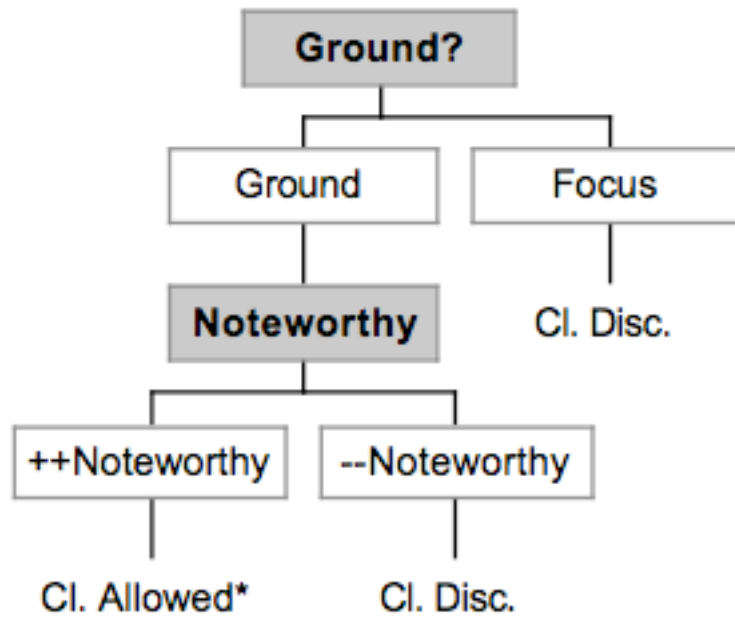 Ground?
Ground
Focus
Noteworthy
Cl. Disc.
++Noteworthy
--Noteworthy
Cl. Allowed*
Cl. Disc.